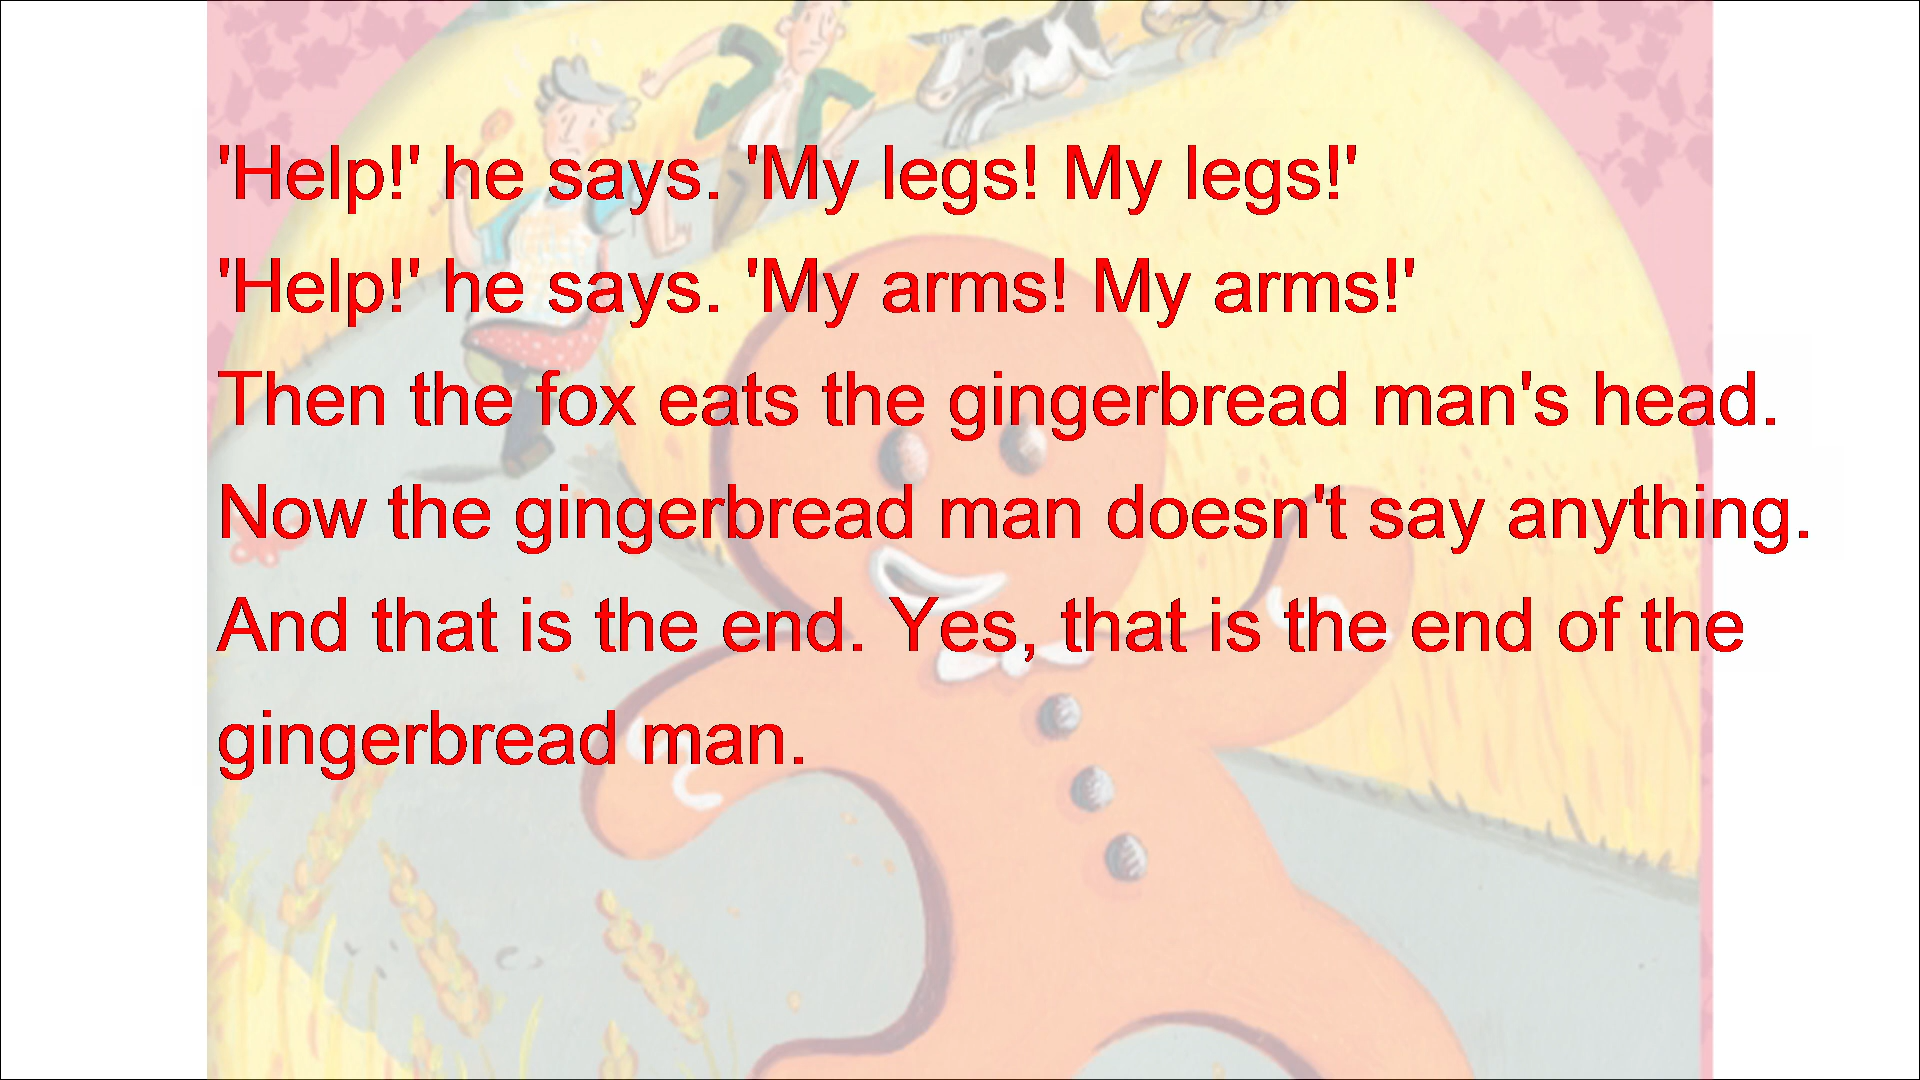 'Help!' he says. 'My legs! My legs!'
'Help!' he says. 'My arms! My arms!'
Then the fox eats the gingerbread man's head.
Now the gingerbread man doesn't say anything.
And that is the end. Yes, that is the end of the
gingerbread man.